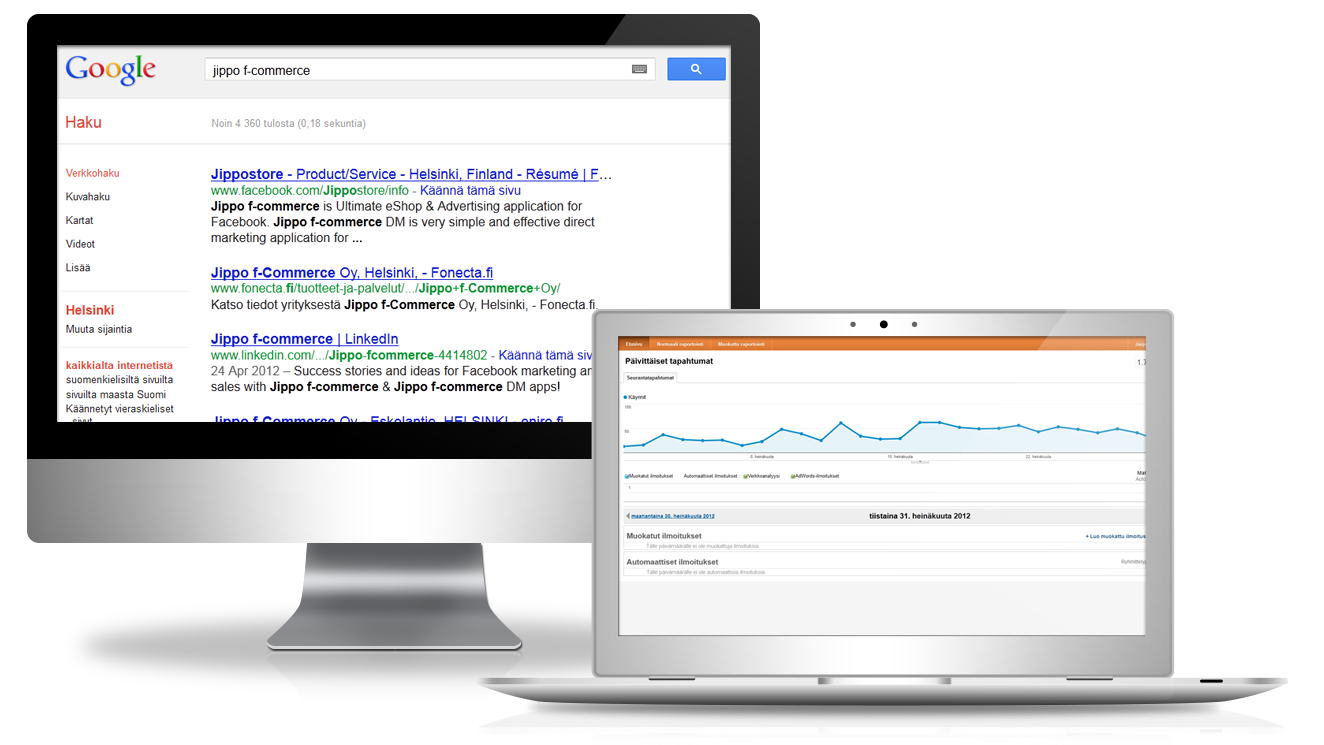 Google
jippo f-commerce
Haku
Noin 4 360 tulosta (0,18 sekuntia)
Verkkohaku
Kuvahaku
Kartat
Videot
Lisää
Helsinki
Muuta sijaintia
kaikkialta internetistä
suomenkielisiltä sivuilta
sivuilta maasta Suomi
Käännetyt vieraskieliset
sivut
Jippostore - Product/Service - Helsinki, Finland - Résumé | F...
www.facebook.com/Jippostore/info - Käännä tämä sivu
Jippo f-commerce is Ultimate eShop & Advertising application for
Facebook. Jippo f-commerce DM is very simple and effective direct
marketing application for ...
Jippo f-Commerce Oy, Helsinki, - Fonecta.fi
www.fonecta.fi/tuotteet-ja-palvelut/.../Jippo+f-Commerce+Oy/
Katso tiedot yrityksestä Jippo f-Commerce Oy, Helsinki, - Fonecta.fi.
Jippo f-commerce | LinkedIn
www.linkedin.com/.../Jippo-fcommerce-4414802 - Käännä tämä siv
24 Apr 2012 – Success stories and ideas for Facebook marketing an
sales with Jippo f-commerce & Jippo f-commerce DM apps!
Jippo f-Commerce Oy - Eskolantie, HELSINKI - eniro.fi
Etusivu Normaali raportointi Muokattu raportointi
Päivittäiset tapahtumat
1.7
Seurantatapahtumat
Käynnit
100
50
8. heinäkuuta 15. heinäkuuta 22. heinäkuuta
Muokatut ilmoitukset Automaattiset ilmoitukset : Verkkoanalyysi AdWords-ilmoitukset
1
maanantaina 30. heinäkuuta 2012 tiistaina 31. heinäkuuta 2012
Muokatut ilmoitukset + Luo muokattu ilmoitus
Tälle päivämäärälle ei ole muokattuja ilmoituksia.
Automaattiset ilmoitukset
Tälle päivämäärälle ei ole automaattisia ilmoituksia.